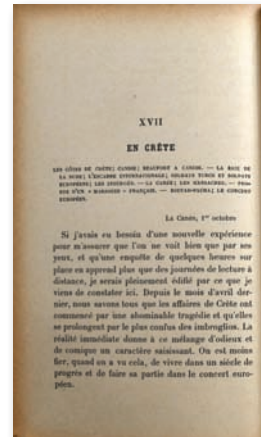 XVII
EN CRÈTE
LES CÔTES DE CRÈTE; CANDIE; BEAUFORT A CANDIE. — LA BAIE DE
LA SUDE; L'ESCADRE INTERNATIONALE; SOLDATS TURCS ET SOLDATS
EUROPÉENS; LES INSURGÉS. — LA CANÉE; LES MASSACRES. —
D'UN « » FRANÇAIS. — LE CONCERT
EUROPÉEN.
La Canée, 1er octobre
Si j'avais eu besoin d'une nouvelle expérience
pour m'assurer que l'on ne voit bien que par ses
yeux, et qu'une enquête de quelques heures sur
place en apprend plus que des journées de lecture à
distance, je serais pleinement édifié par ce que je
viens de constater ici. Depuis le mois d'avril der-
nier, nous savons tous que les affaires de Crète ont
commencé par une abominable tragédie et qu'elles
se prolongent par le plus confus des imbroglios. La
réalité immédiate donne à ce mélange d'odieux et
de comique un caractère saisissant. On est moins
fier, quand on a vu cela, de vivre dans un siècle de
progrès et de faire sa partie dans le concert euro-
péen.